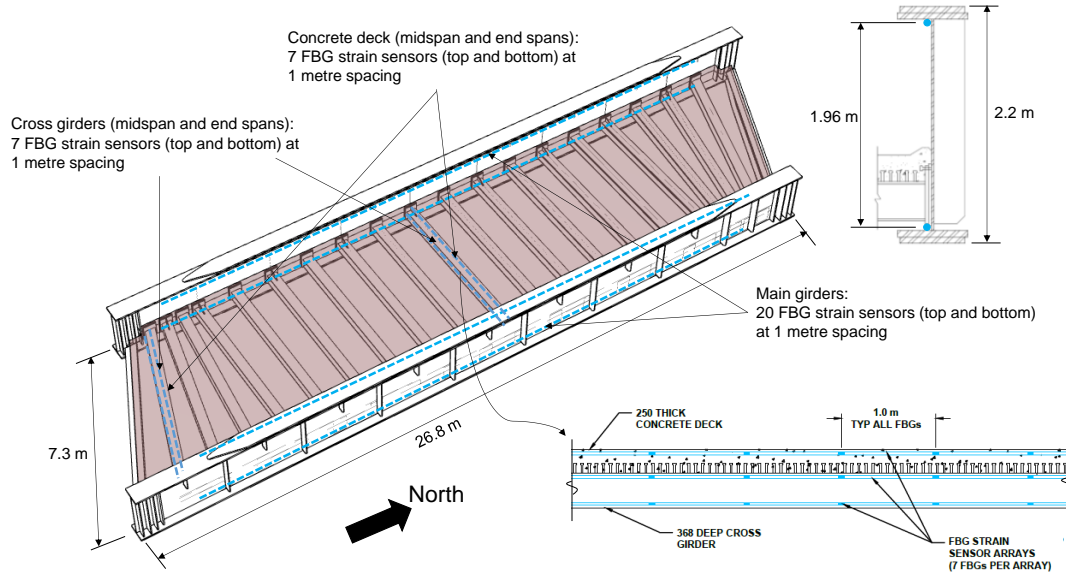 Concrete deck (midspan and end spans):
7 FBG strain sensors (top and bottom) at
1 metre spacing
Cross girders (midspan and end spans):
7 FBG strain sensors (top and bottom) at
1 metre spacing
1.96 m
2.2 m
Main girders:
20 FBG strain sensors (top and bottom)
at 1 metre spacing
7.3 m
26.8 m
North
250 THICK
CONCRETE DECK
1.0 m
TYP ALL FBGs
368 DEEP CROSS
GIRDER
FBG STRAIN
SENSOR ARRAYS
(7 FBGs PER ARRAY)